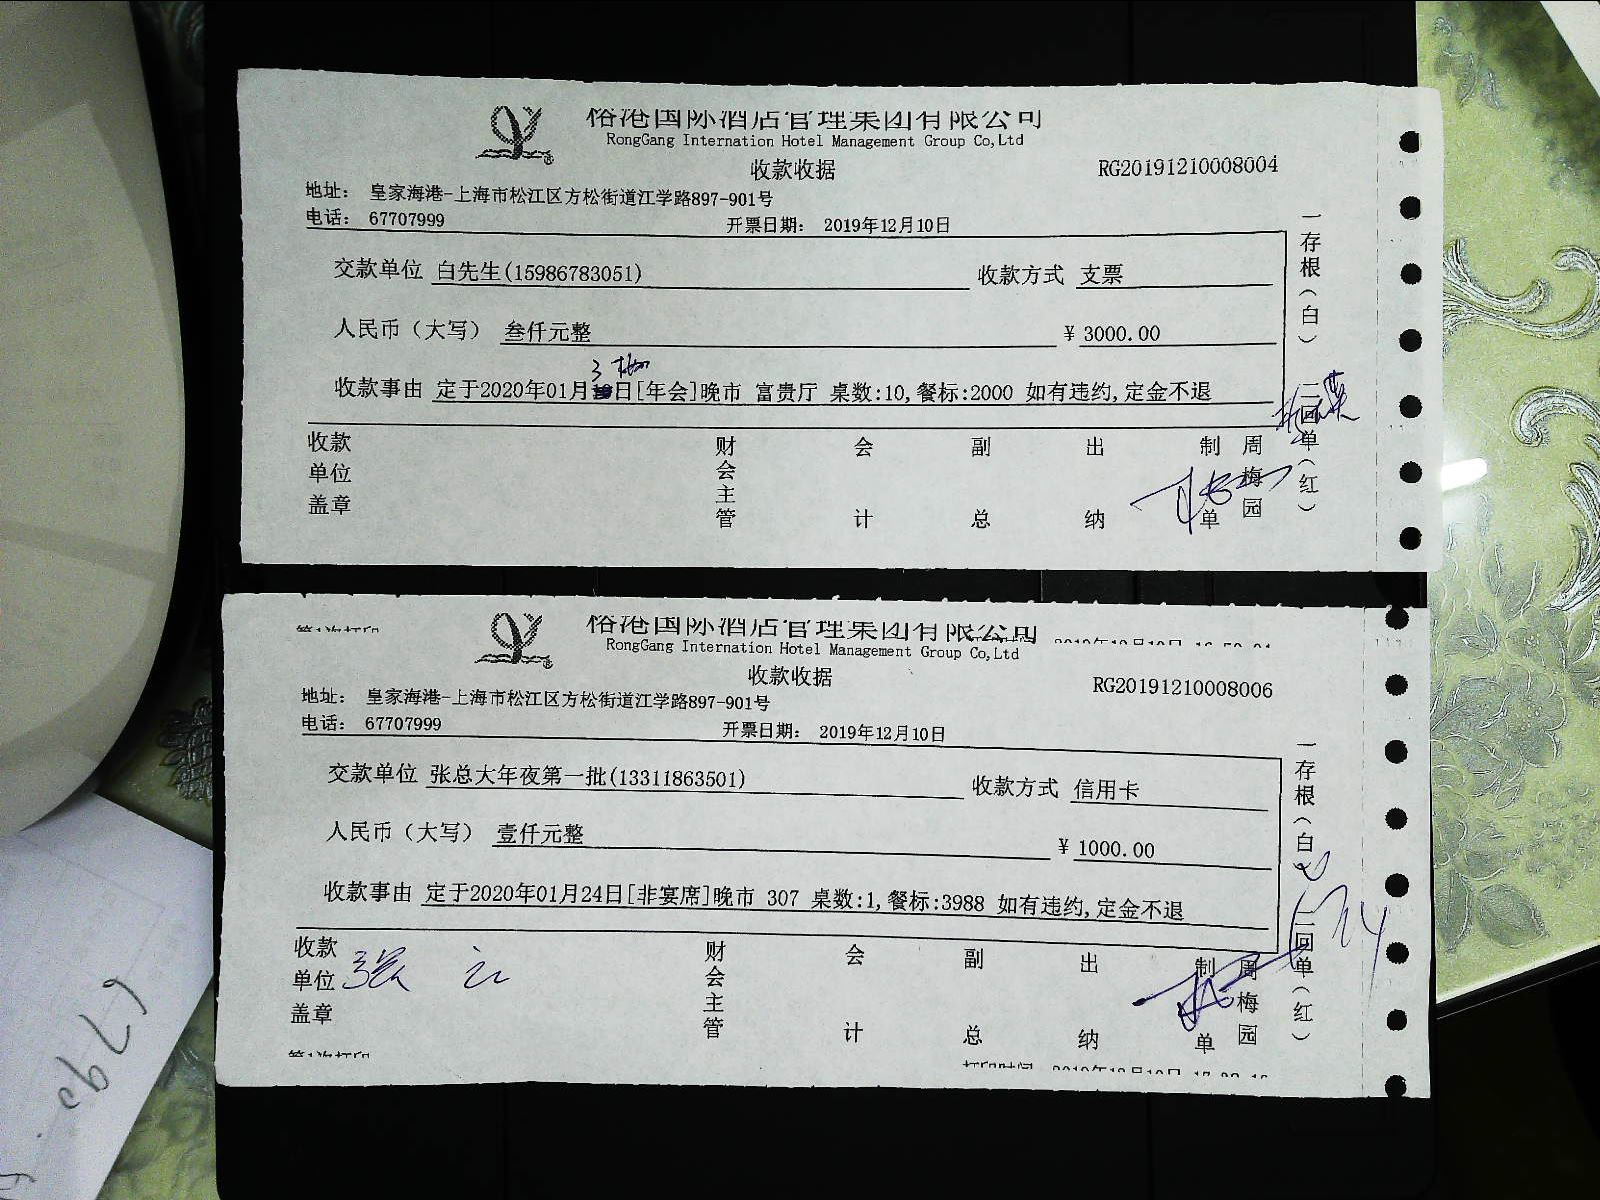 裕港国际酒店管理集团有限公司
RongGang Internation Hotel Management Group Co,Ltd
收款收据
RG20191210008004
地址： 皇家海港-上海市松江区方松街道江学路897-901号
电话： 67707999 开票日期： 2019年12月10日
交款单位 白先生(15986783051) 收款方式 支票
人民币（大写） 叁仟元整 ￥3000.00
3
收款事由 定于2020年01月日[年会]晚市 富贵厅 桌数:10,餐标:2000 如有违约,定金不退
收款单位盖章 财会主管 会计 副总 出纳 制单 周梅园
一存根（白） 二回单（红）
裕港国际酒店管理集团有限公司
RongGang Internation Hotel Management Group Co,Ltd
收款收据
RG20191210008006
地址： 皇家海港-上海市松江区方松街道江学路897-901号
电话： 67707999 开票日期： 2019年12月10日
交款单位 张总大年夜第一批(13311863501) 收款方式 信用卡
人民币（大写） 壹仟元整 ￥1000.00
收款事由 定于2020年01月24日[非宴席]晚市 307 桌数:1,餐标:3988 如有违约,定金不退
收款单位盖章 张 财会主管 会计 副总 出纳 制单 周梅园
一存根（白） 二回单（红）
第1次打印